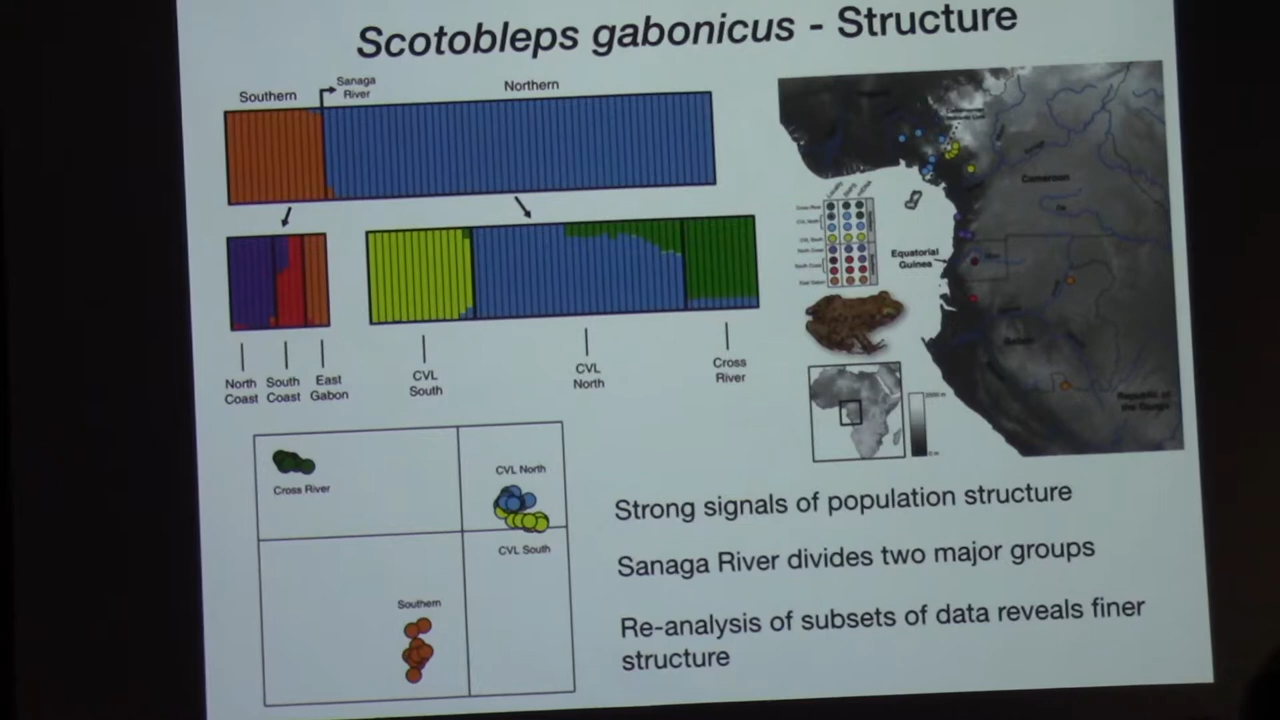 Scotobleps gabonicus - Structure
Southern
Sanaga
River
Northern
North
Coast
South
Coast
East
Gabon
CVL
South
CVL
North
Cross
River
Cameroon
Equatorial
Guinea
Republic of
the Congo
Cross River
CVL North
CVL South
Southern
Strong signals of population structure
Sanaga River divides two major groups
Re-analysis of subsets of data reveals finer
structure